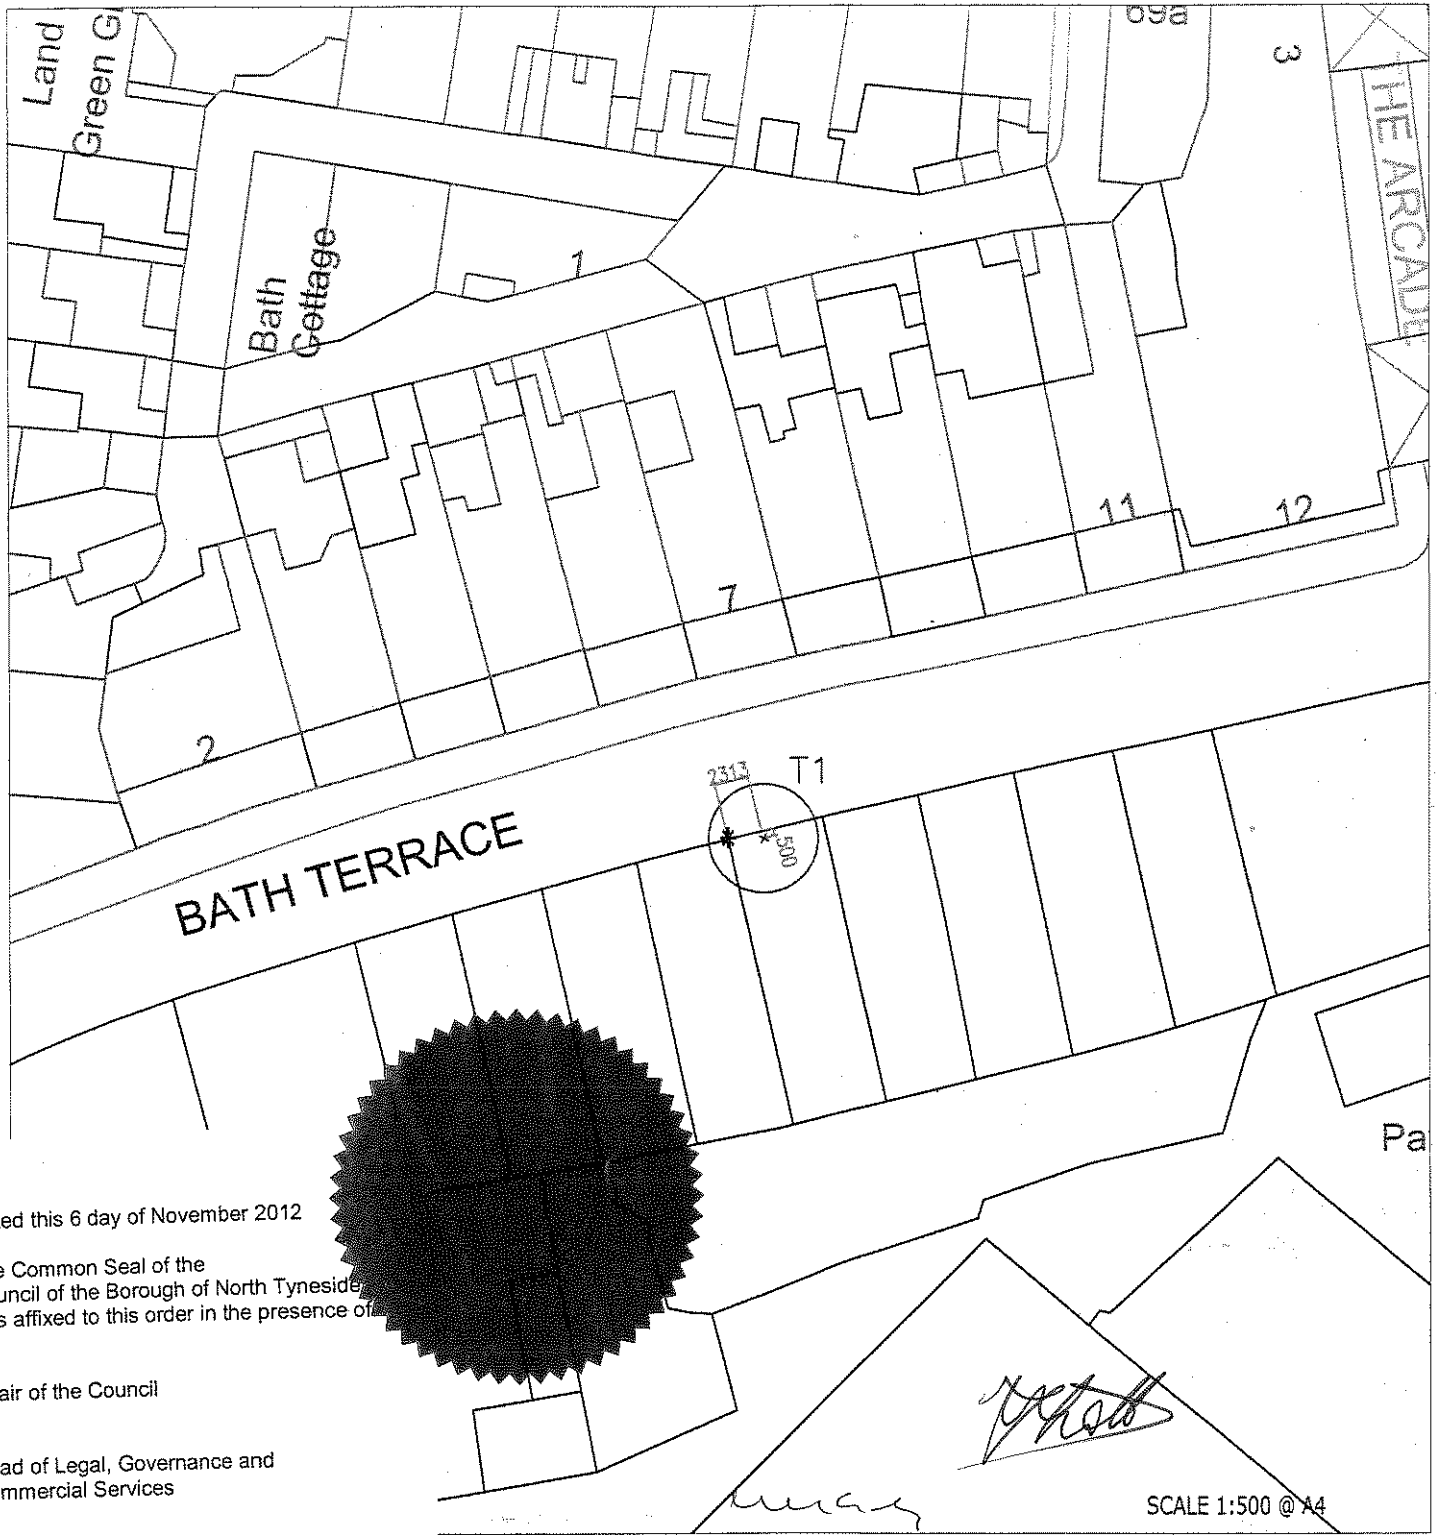 Land
Green G
69a
3
THE ARCADE
Bath
Cottage
1
11
12
7
2
2313
T1
500
BATH TERRACE
Pa
ed this 6 day of November 2012
e Common Seal of the
uncil of the Borough of North Tyneside
s affixed to this order in the presence of
air of the Council
ad of Legal, Governance and
mmercial Services
SCALE 1:500 @ A4